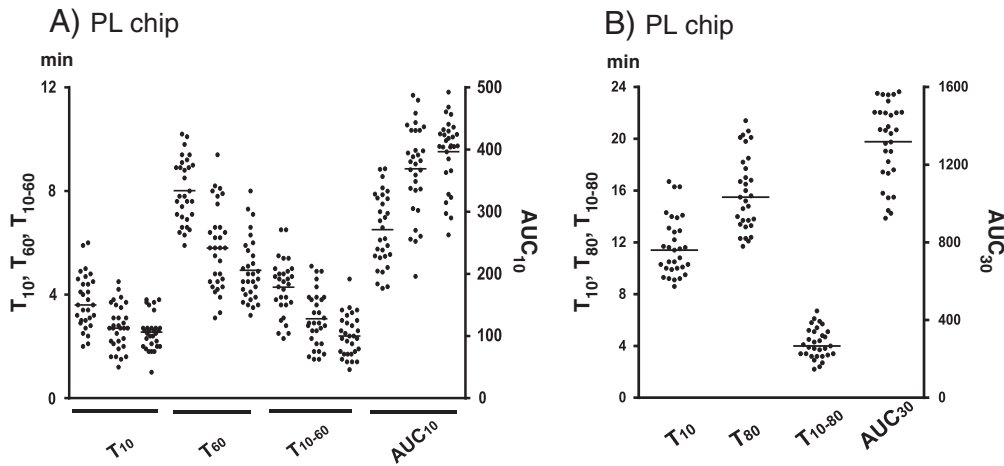 A) PL chip
min
T10, T60, T10-60
12
8
4
0
500
400
300
200
100
0
AUC10
T10
T60
T10-60
AUC10
B) PL chip
min
T10, T80, T10-80
24
20
16
12
8
4
0
1600
1200
800
400
0
AUC30
T10
T80
T10-80
AUC30